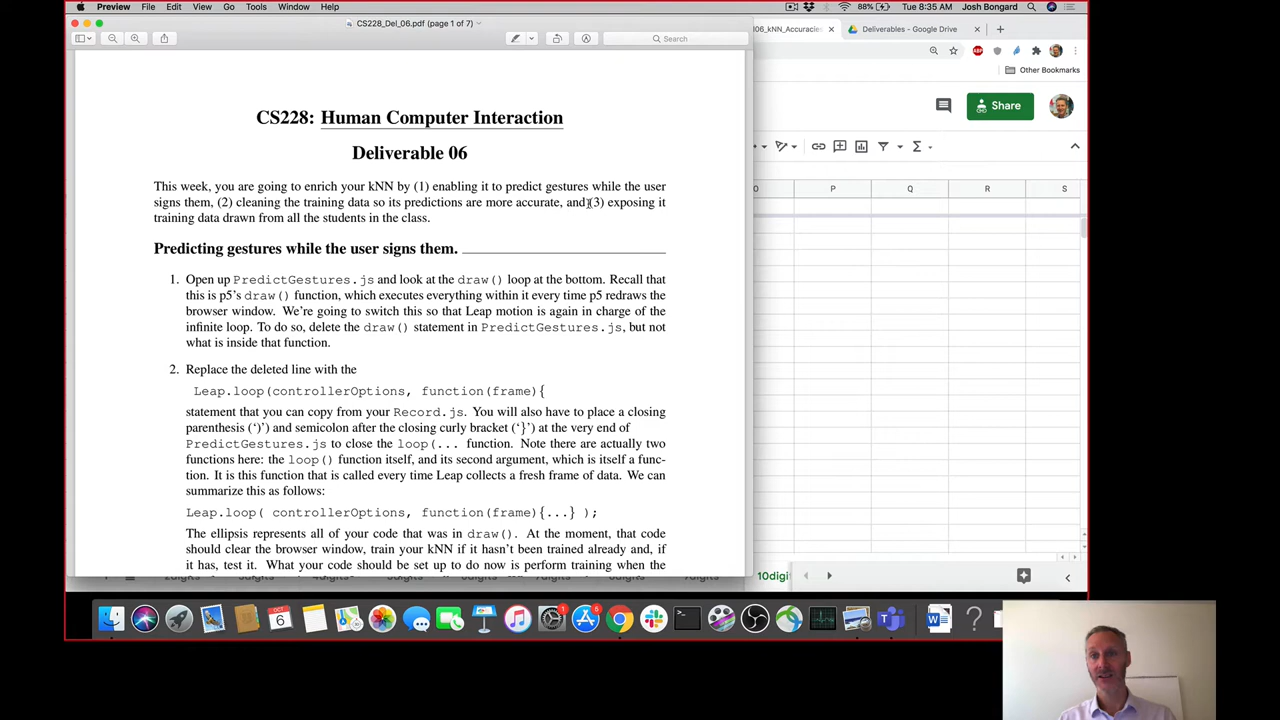 Preview File Edit View Go Tools Window Help
88% Tue 8:35 AM Josh Bongard
CS228_Del_06.pdf (page 1 of 7)
Search
06_kNN_Accuracies
Deliverables - Google Drive
ABP
Other Bookmarks
Share
P Q R S
CS228: Human Computer Interaction
Deliverable 06
This week, you are going to enrich your kNN by (1) enabling it to predict gestures while the user
signs them, (2) cleaning the training data so its predictions are more accurate, and (3) exposing it
training data drawn from all the students in the class.
Predicting gestures while the user signs them.
1. Open up PredictGestures.js and look at the draw() loop at the bottom. Recall that
this is p5's draw() function, which executes everything within it every time p5 redraws the
browser window. We're going to switch this so that Leap motion is again in charge of the
infinite loop. To do so, delete the draw() statement in PredictGestures.js, but not
what is inside that function.
2. Replace the deleted line with the
Leap.loop(controllerOptions, function(frame){
statement that you can copy from your Record.js. You will also have to place a closing
parenthesis (')') and semicolon after the closing curly bracket ('}') at the very end of
PredictGestures.js to close the loop(... function. Note there are actually two
functions here: the loop() function itself, and its second argument, which is itself a func-
tion. It is this function that is called every time Leap collects a fresh frame of data. We can
summarize this as follows:
Leap.loop( controllerOptions, function(frame){...} );
The ellipsis represents all of your code that was in draw(). At the moment, that code
should clear the browser window, train your kNN if it hasn't been trained already and, if
it has, test it. What your code should be set up to do now is perform training when the
10digit
OCT 6
1
6